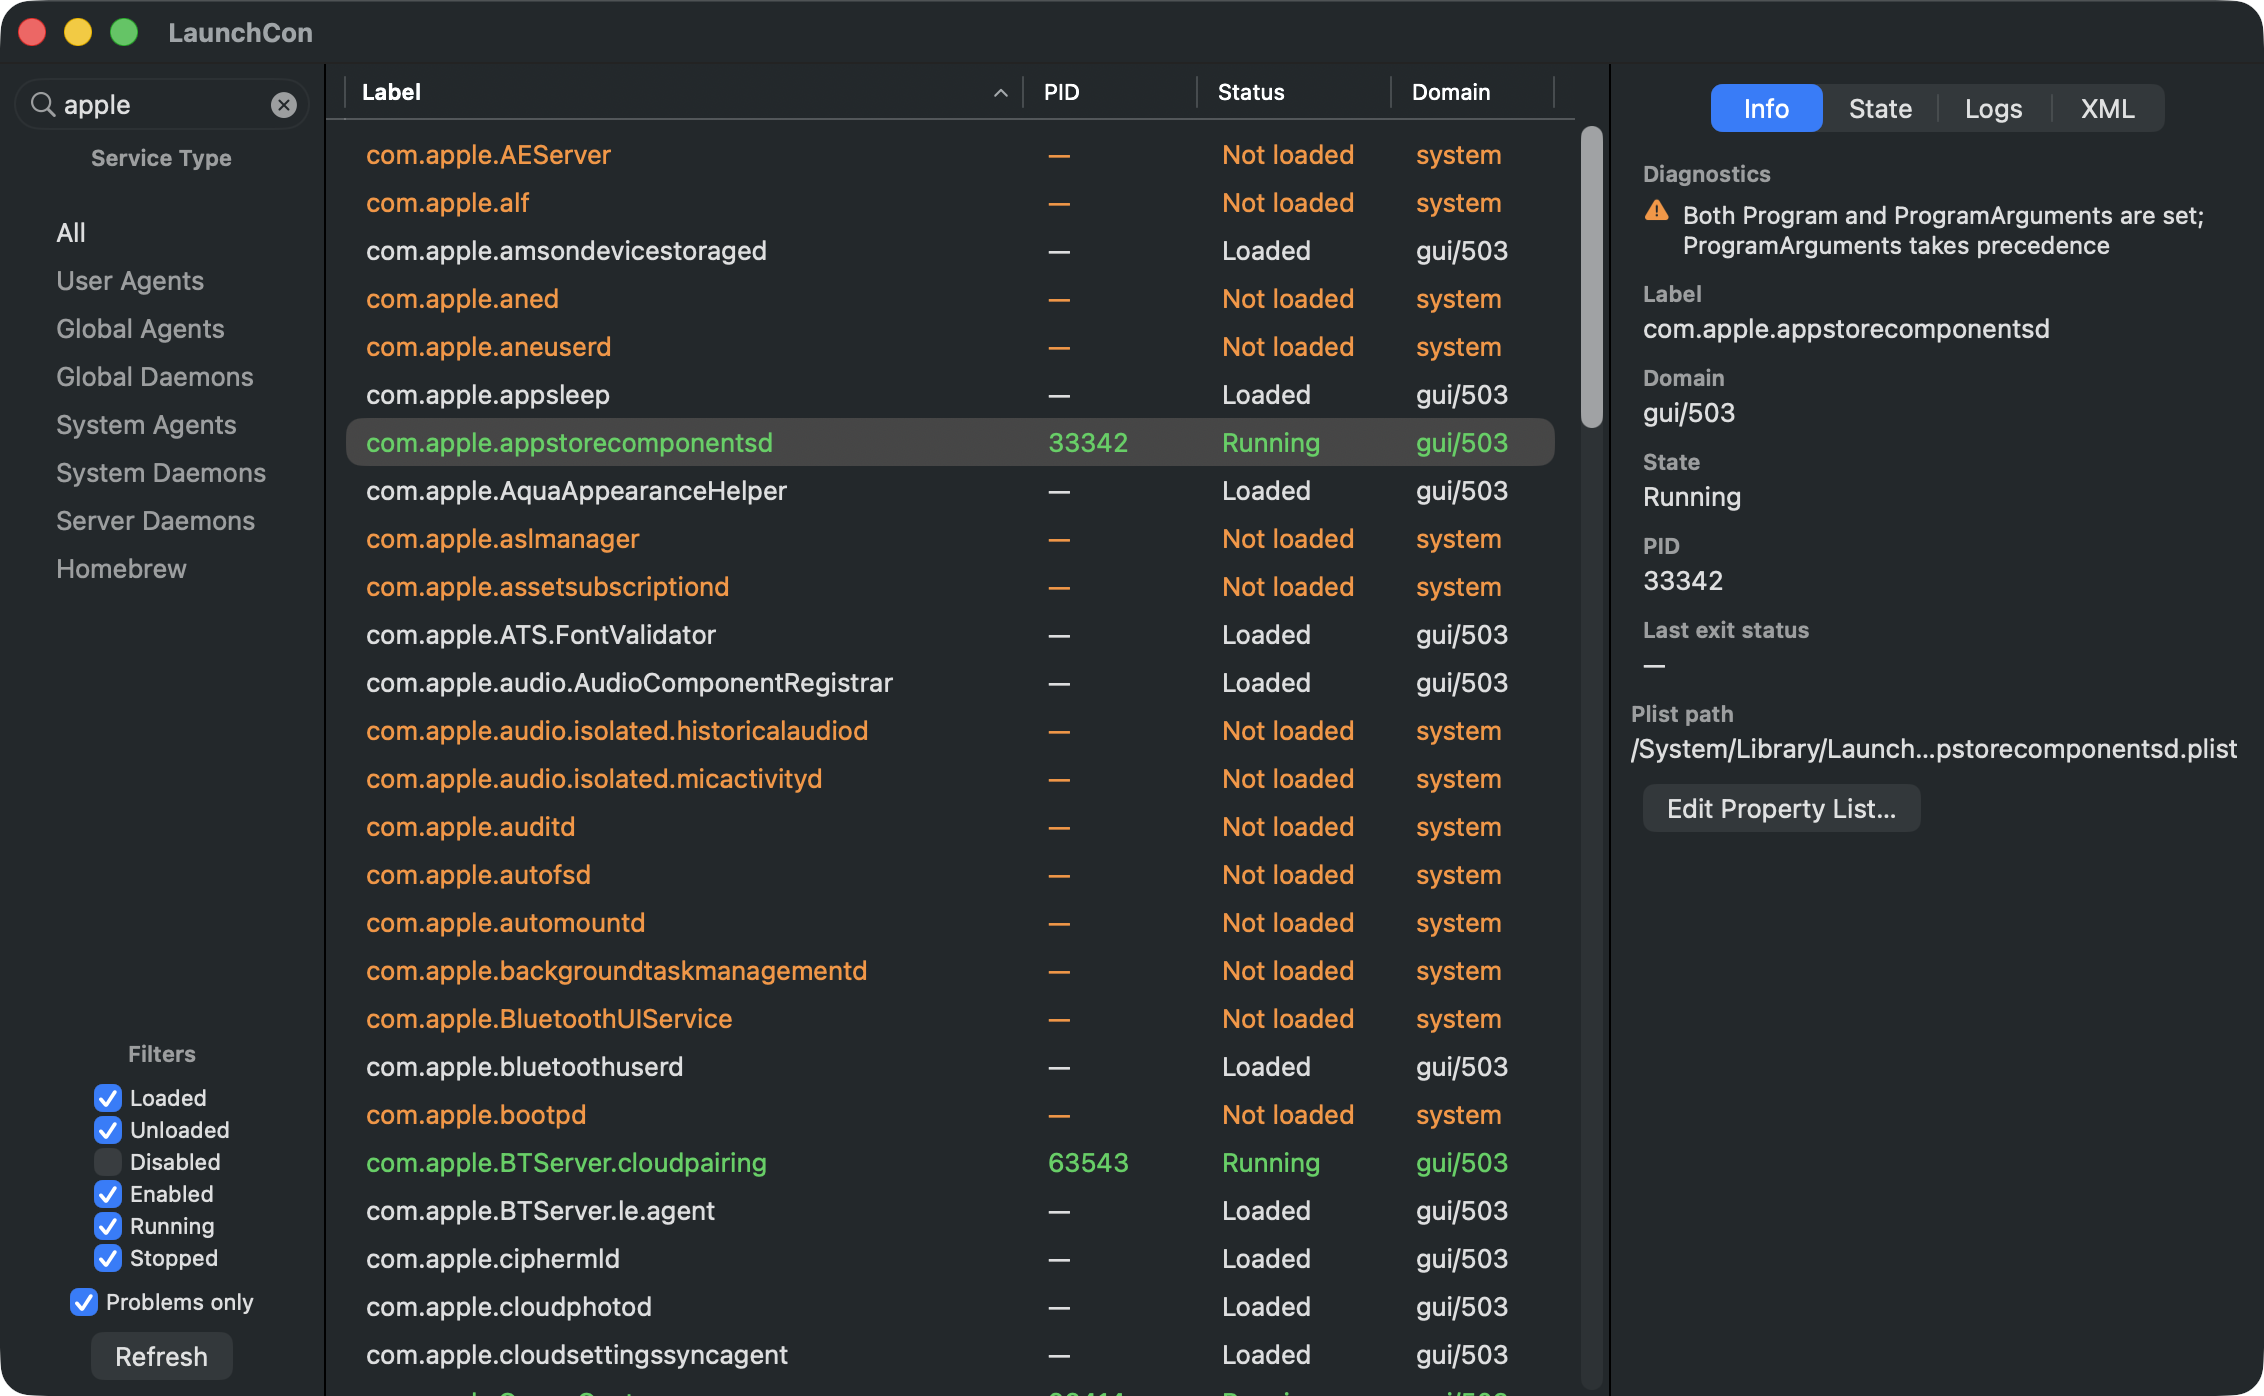 LaunchCon
apple
Service Type
All
User Agents
Global Agents
Global Daemons
System Agents
System Daemons
Server Daemons
Homebrew
Filters
Loaded
Unloaded
Disabled
Enabled
Running
Stopped
Problems only
Refresh
Label PID Status Domain
com.apple.AEServer — Not loaded system
com.apple.alf — Not loaded system
com.apple.amsondevicestoraged — Loaded gui/503
com.apple.aned — Not loaded system
com.apple.aneuserd — Not loaded system
com.apple.appsleep — Loaded gui/503
com.apple.appstorecomponentsd 33342 Running gui/503
com.apple.AquaAppearanceHelper — Loaded gui/503
com.apple.aslmanager — Not loaded system
com.apple.assetsubscriptiond — Not loaded system
com.apple.ATS.FontValidator — Loaded gui/503
com.apple.audio.AudioComponentRegistrar — Loaded gui/503
com.apple.audio.isolated.historicalaudiod — Not loaded system
com.apple.audio.isolated.micactivityd — Not loaded system
com.apple.auditd — Not loaded system
com.apple.autofsd — Not loaded system
com.apple.automountd — Not loaded system
com.apple.backgroundtaskmanagementd — Not loaded system
com.apple.BluetoothUIService — Not loaded system
com.apple.bluetoothuserd — Loaded gui/503
com.apple.bootpd — Not loaded system
com.apple.BTServer.cloudpairing 63543 Running gui/503
com.apple.BTServer.le.agent — Loaded gui/503
com.apple.ciphermld — Loaded gui/503
com.apple.cloudphotod — Loaded gui/503
com.apple.cloudsettingssyncagent — Loaded gui/503
Info State Logs XML
Diagnostics
Both Program and ProgramArguments are set;
ProgramArguments takes precedence
Label
com.apple.appstorecomponentsd
Domain
gui/503
State
Running
PID
33342
Last exit status
—
Plist path
/System/Library/Launch...pstorecomponentsd.plist
Edit Property List...